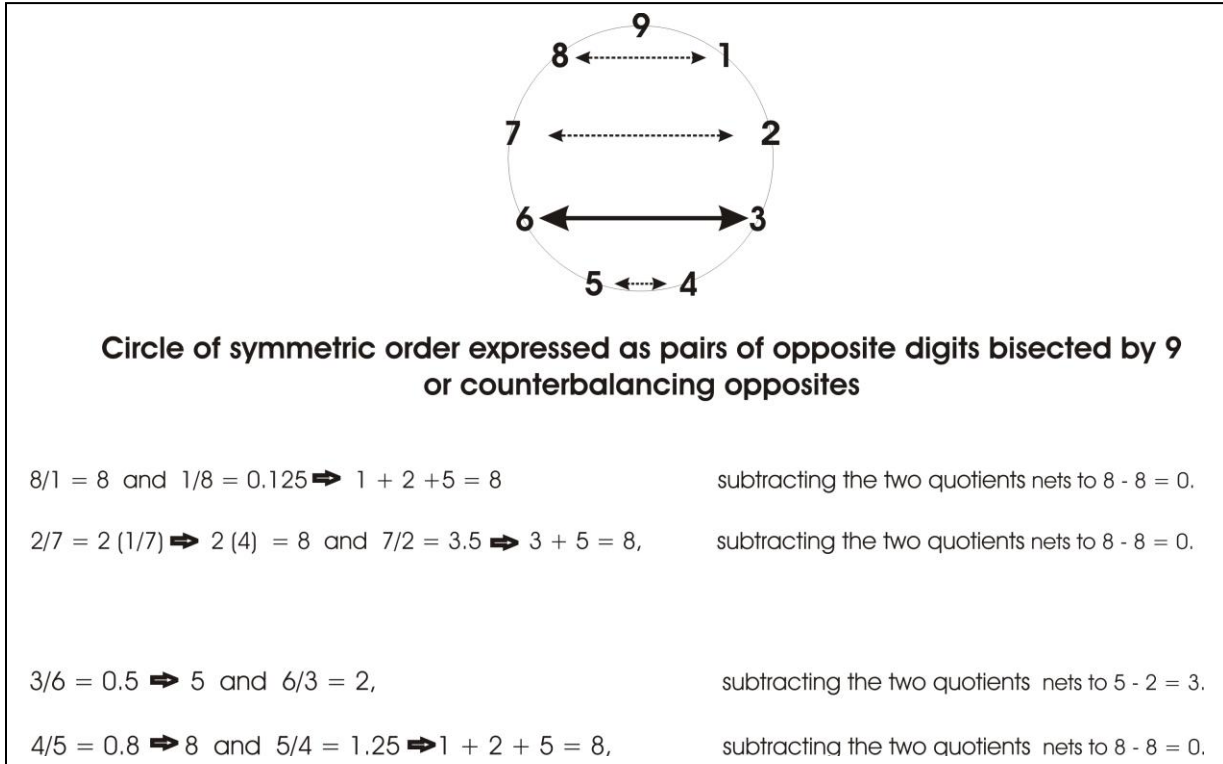 9
8 1
7 2
6 3
5 4
Circle of symmetric order expressed as pairs of opposite digits bisected by 9
or counterbalancing opposites
8/1 = 8 and 1/8 = 0.125 ⇒ 1 + 2 +5 = 8 subtracting the two quotients nets to 8 - 8 = 0.
2/7 = 2 (1/7) ⇒ 2 (4) = 8 and 7/2 = 3.5 ⇒ 3 + 5 = 8, subtracting the two quotients nets to 8 - 8 = 0.
3/6 = 0.5 ⇒ 5 and 6/3 = 2, subtracting the two quotients nets to 5 - 2 = 3.
4/5 = 0.8 ⇒ 8 and 5/4 = 1.25 ⇒ 1 + 2 + 5 = 8, subtracting the two quotients nets to 8 - 8 = 0.